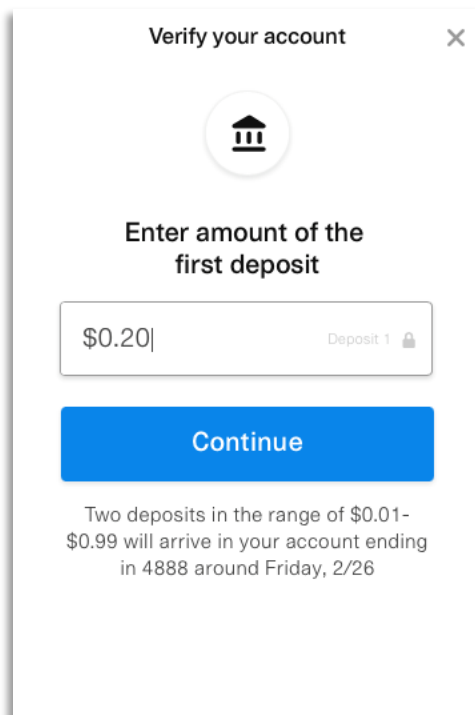 Verify your account
Enter amount of the
first deposit
$0.20
Deposit 1
Continue
Two deposits in the range of $0.01-
$0.99 will arrive in your account ending
in 4888 around Friday, 2/26